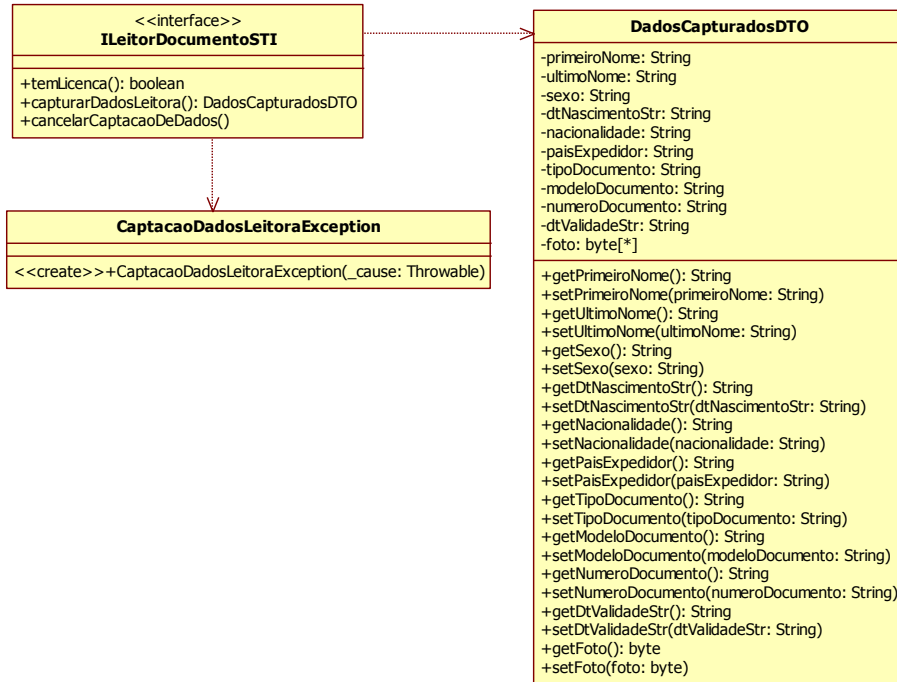 <<interface>>
ILeitorDocumentoSTI
+temLicenca(): boolean
+capturarDadosLeitora(): DadosCapturadosDTO
+cancelarCaptacaoDeDados()
CaptacaoDadosLeitoraException
<<create>>+CaptacaoDadosLeitoraException(_cause: Throwable)
DadosCapturadosDTO
-primeiroNome: String
-ultimoNome: String
-sexo: String
-dtNascimentoStr: String
-nacionalidade: String
-paisExpedidor: String
-tipoDocumento: String
-modeloDocumento: String
-numeroDocumento: String
-dtValidadeStr: String
-foto: byte[*]
+getPrimeiroNome(): String
+setPrimeiroNome(primeiroNome: String)
+getUltimoNome(): String
+setUltimoNome(ultimoNome: String)
+getSexo(): String
+setSexo(sexo: String)
+getDtNascimentoStr(): String
+setDtNascimentoStr(dtNascimentoStr: String)
+getNacionalidade(): String
+setNacionalidade(nacionalidade: String)
+getPaisExpedidor(): String
+setPaisExpedidor(paisExpedidor: String)
+getTipoDocumento(): String
+setTipoDocumento(tipoDocumento: String)
+getModeloDocumento(): String
+setModeloDocumento(modeloDocumento: String)
+getNumeroDocumento(): String
+setNumeroDocumento(numeroDocumento: String)
+getDtValidadeStr(): String
+setDtValidadeStr(dtValidadeStr: String)
+getFoto(): byte
+setFoto(foto: byte)